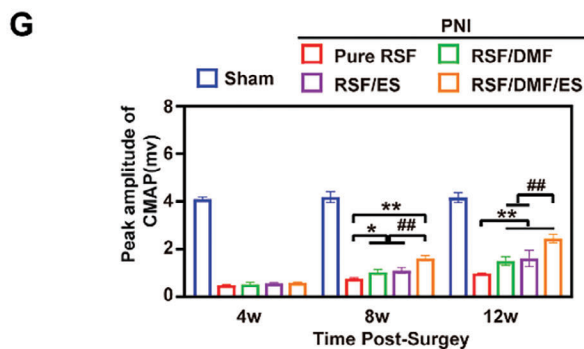 G
PNI
Sham
Pure RSF
RSF/DMF
RSF/ES
RSF/DMF/ES
Peak amplitude of
CMAP(mv)
8
6
4
2
0
**
*
##
**
##
4w
8w
12w
Time Post-Surgey